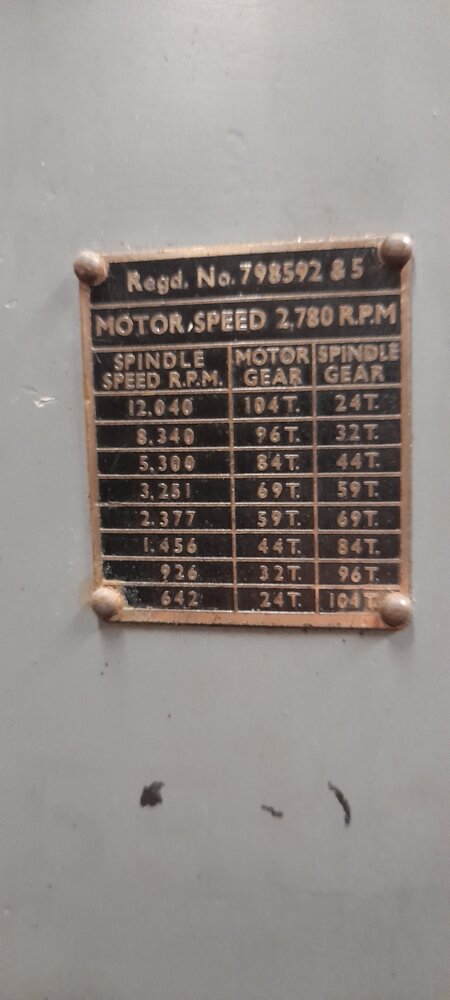 Regd. No. 798592 & 5
MOTOR SPEED 2,780 R.P.M
SPINDLE SPEED R.P.M. MOTOR GEAR SPINDLE GEAR
12.040 104T. 24T.
8.340 96T. 32T.
5.300 84T. 44T.
3.251 69T. 59T.
2.377 59T. 69T.
1.456 44T. 84T.
926 32T. 96T.
642 24T. 104T.